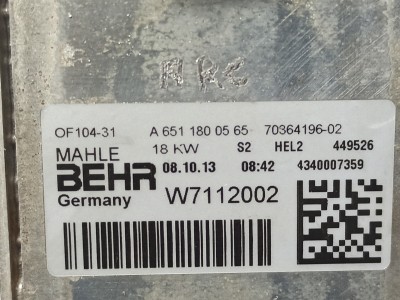 OF104-31 A 651 180 05 65 70364196-02
MAHLE 18 KW S2 HEL2 449526
BEHR 08.10.13 08:42 4340007359
Germany W7112002